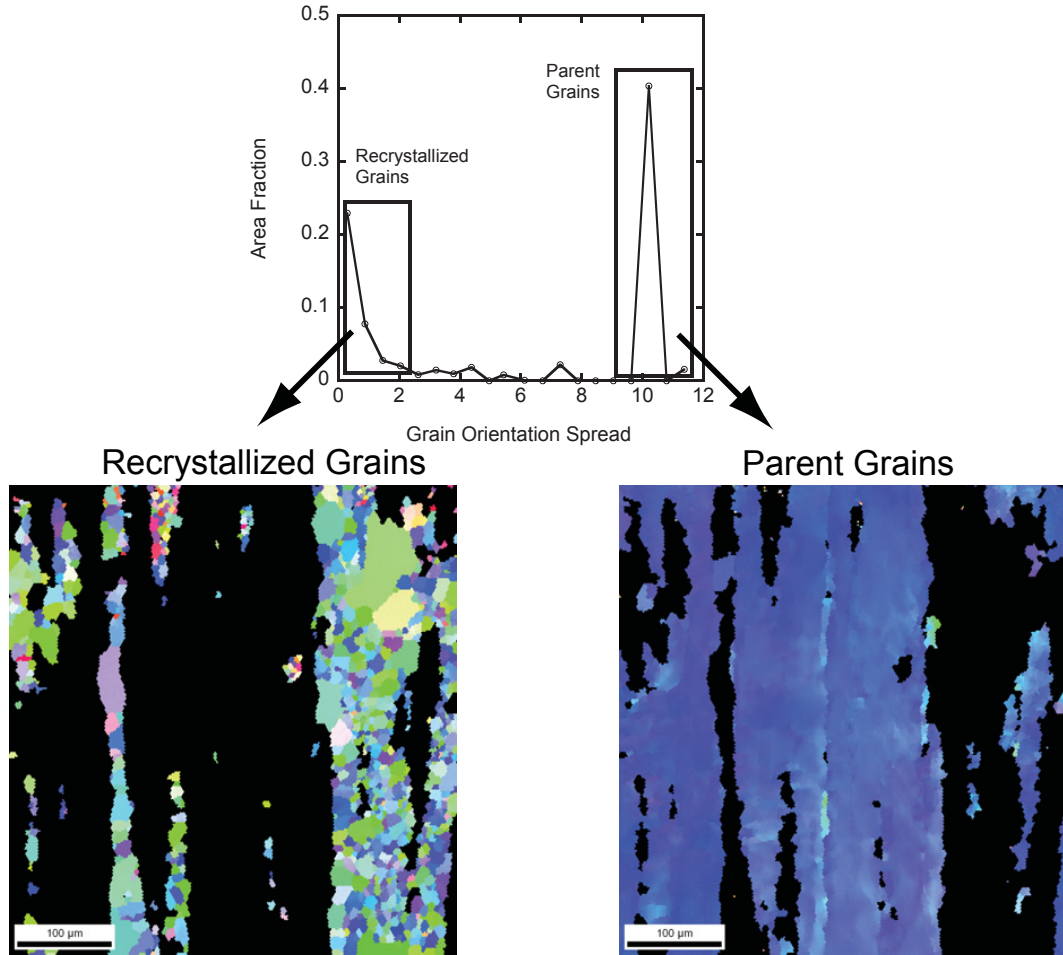 0.5
0.4
0.3
0.2
0.1
0
Area Fraction
Parent
Grains
Recrystallized
Grains
0 2 4 6 8 10 12
Grain Orientation Spread
Recrystallized Grains
Parent Grains
100 µm
100 µm